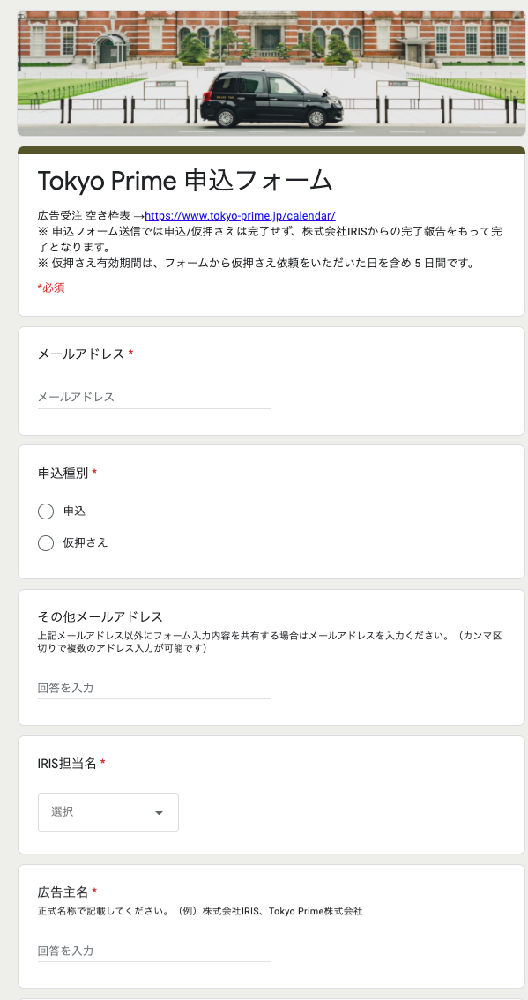 Tokyo Prime 申込フォーム
広告受注 空き枠表 →https://www.tokyo-prime.jp/calendar/
※ 申込フォーム送信では申込/仮押さえは完了せず、株式会社IRISからの完了報告をもって完
了となります。
※ 仮押さえ有効期間は、フォームから仮押さえ依頼をいただいた日を含め 5 日間です。
*必須
メールアドレス *
メールアドレス
申込種別 *
申込
仮押さえ
その他メールアドレス
上記メールアドレス以外にフォーム入力内容を共有する場合はメールアドレスを入力ください。（カンマ区
切りで複数のアドレス入力が可能です）
回答を入力
IRIS担当名 *
選択
広告主名 *
正式名称で記載してください。（例）株式会社IRIS、Tokyo Prime株式会社
回答を入力